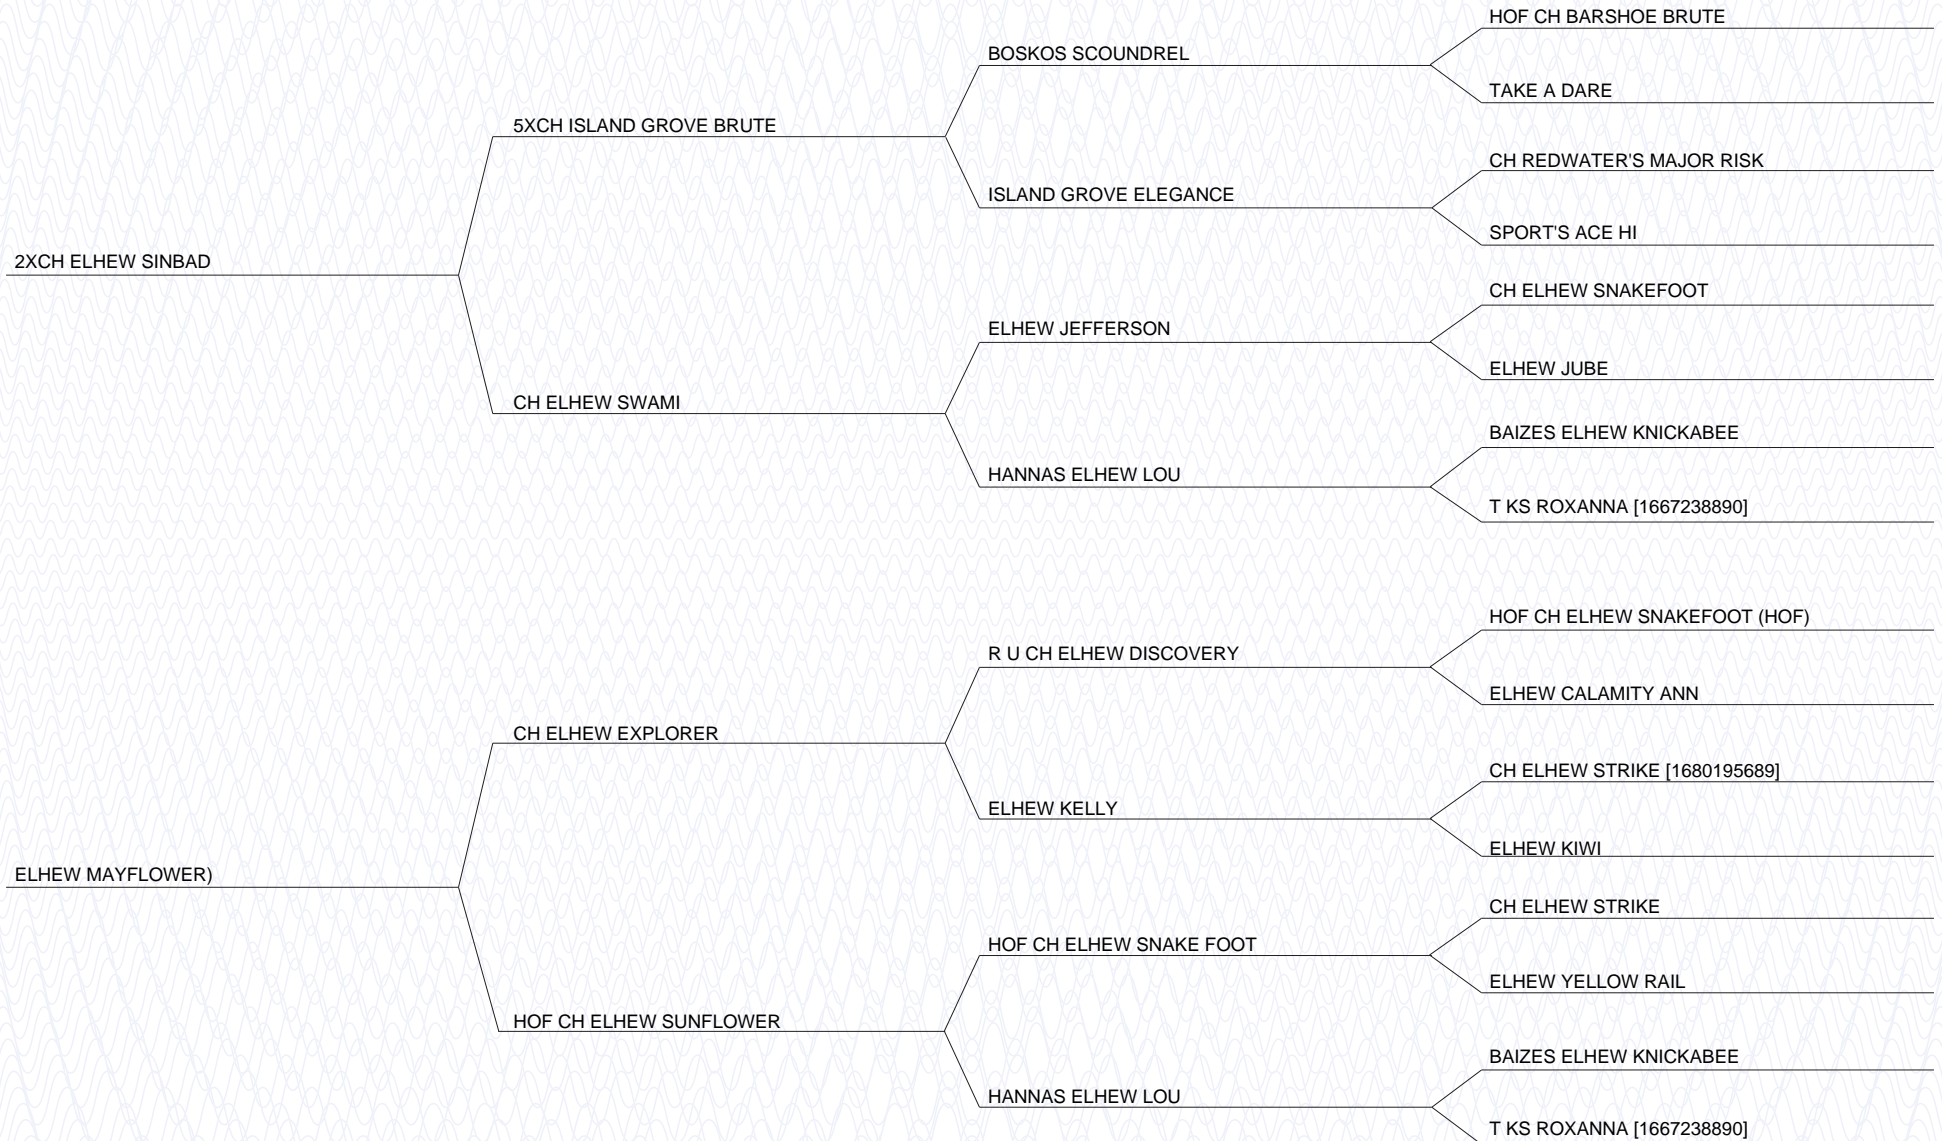 HOF CH BARSHOE BRUTE
BOSKOS SCOUNDREL
TAKE A DARE
5XCH ISLAND GROVE BRUTE
CH REDWATER'S MAJOR RISK
ISLAND GROVE ELEGANCE
SPORT'S ACE HI
2XCH ELHEW SINBAD
CH ELHEW SNAKEFOOT
ELHEW JEFFERSON
ELHEW JUBE
CH ELHEW SWAMI
BAIZES ELHEW KNICKABEE
HANNAS ELHEW LOU
T KS ROXANNA [1667238890]
HOF CH ELHEW SNAKEFOOT (HOF)
R U CH ELHEW DISCOVERY
ELHEW CALAMITY ANN
CH ELHEW EXPLORER
CH ELHEW STRIKE [1680195689]
ELHEW KELLY
ELHEW KIWI
ELHEW MAYFLOWER)
CH ELHEW STRIKE
HOF CH ELHEW SNAKE FOOT
ELHEW YELLOW RAIL
HOF CH ELHEW SUNFLOWER
BAIZES ELHEW KNICKABEE
HANNAS ELHEW LOU
T KS ROXANNA [1667238890]